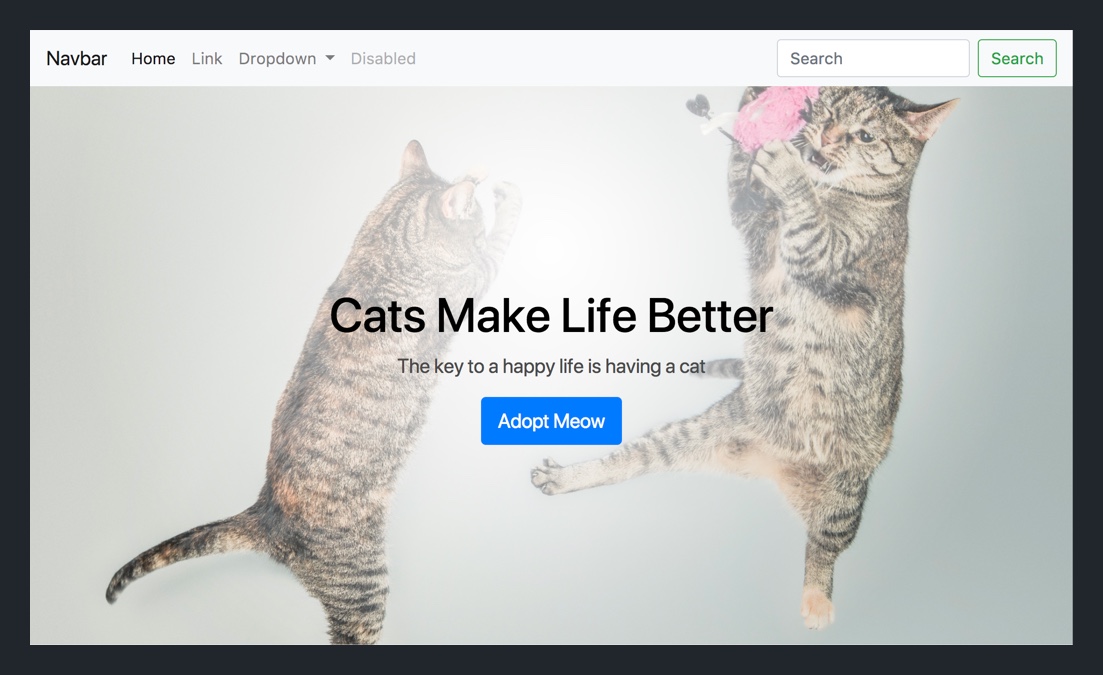 Navbar Home Link Dropdown Disabled Search Search
Cats Make Life Better
The key to a happy life is having a cat
Adopt Meow